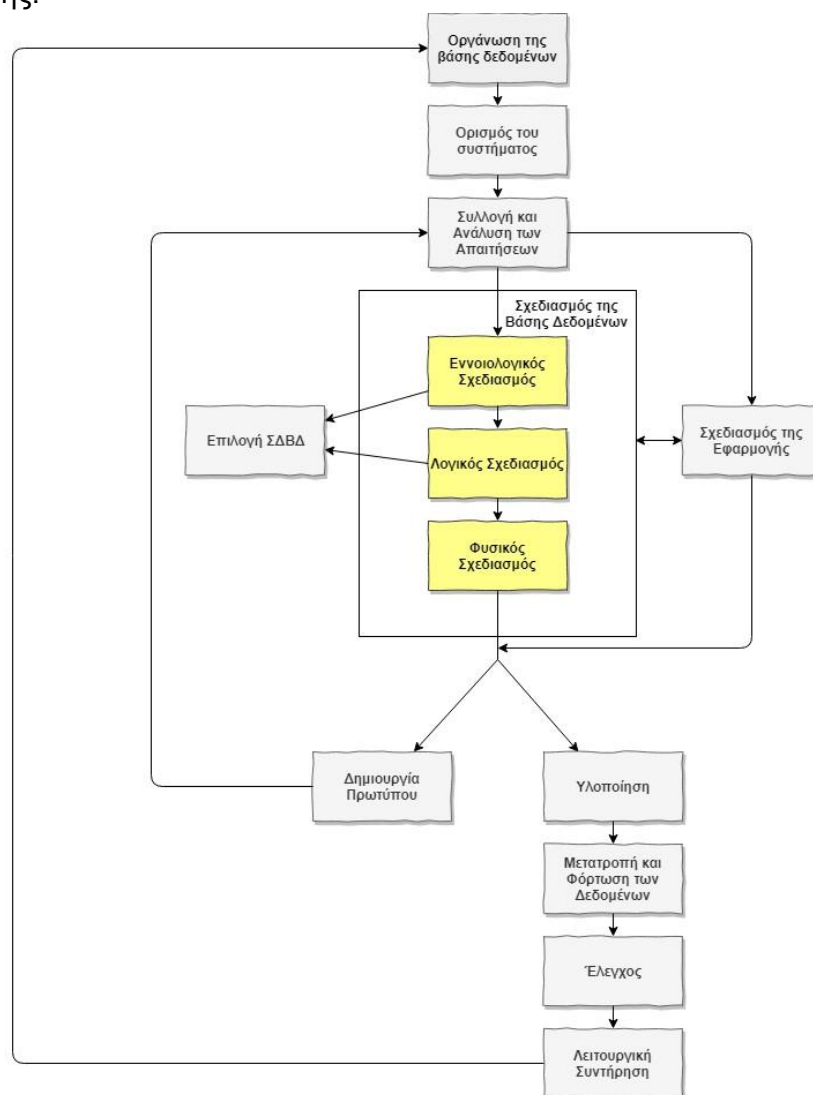 ης.
Οργάνωση της
βάσης δεδομένων
Ορισμός του
συστήματος
Συλλογή και
Ανάλυση των
Απαιτήσεων
Σχεδιασμός της
Βάσης Δεδομένων
Εννοιολογικός
Σχεδιασμός
Επιλογή ΣΔΒΔ
Σχεδιασμός της
Εφαρμογής
Λογικός Σχεδιασμός
Φυσικός
Σχεδιασμός
Δημιουργία
Πρωτύπου
Υλοποίηση
Μετατροπή και
Φόρτωση των
Δεδομένων
Έλεγχος
Λειτουργική
Συντήρηση